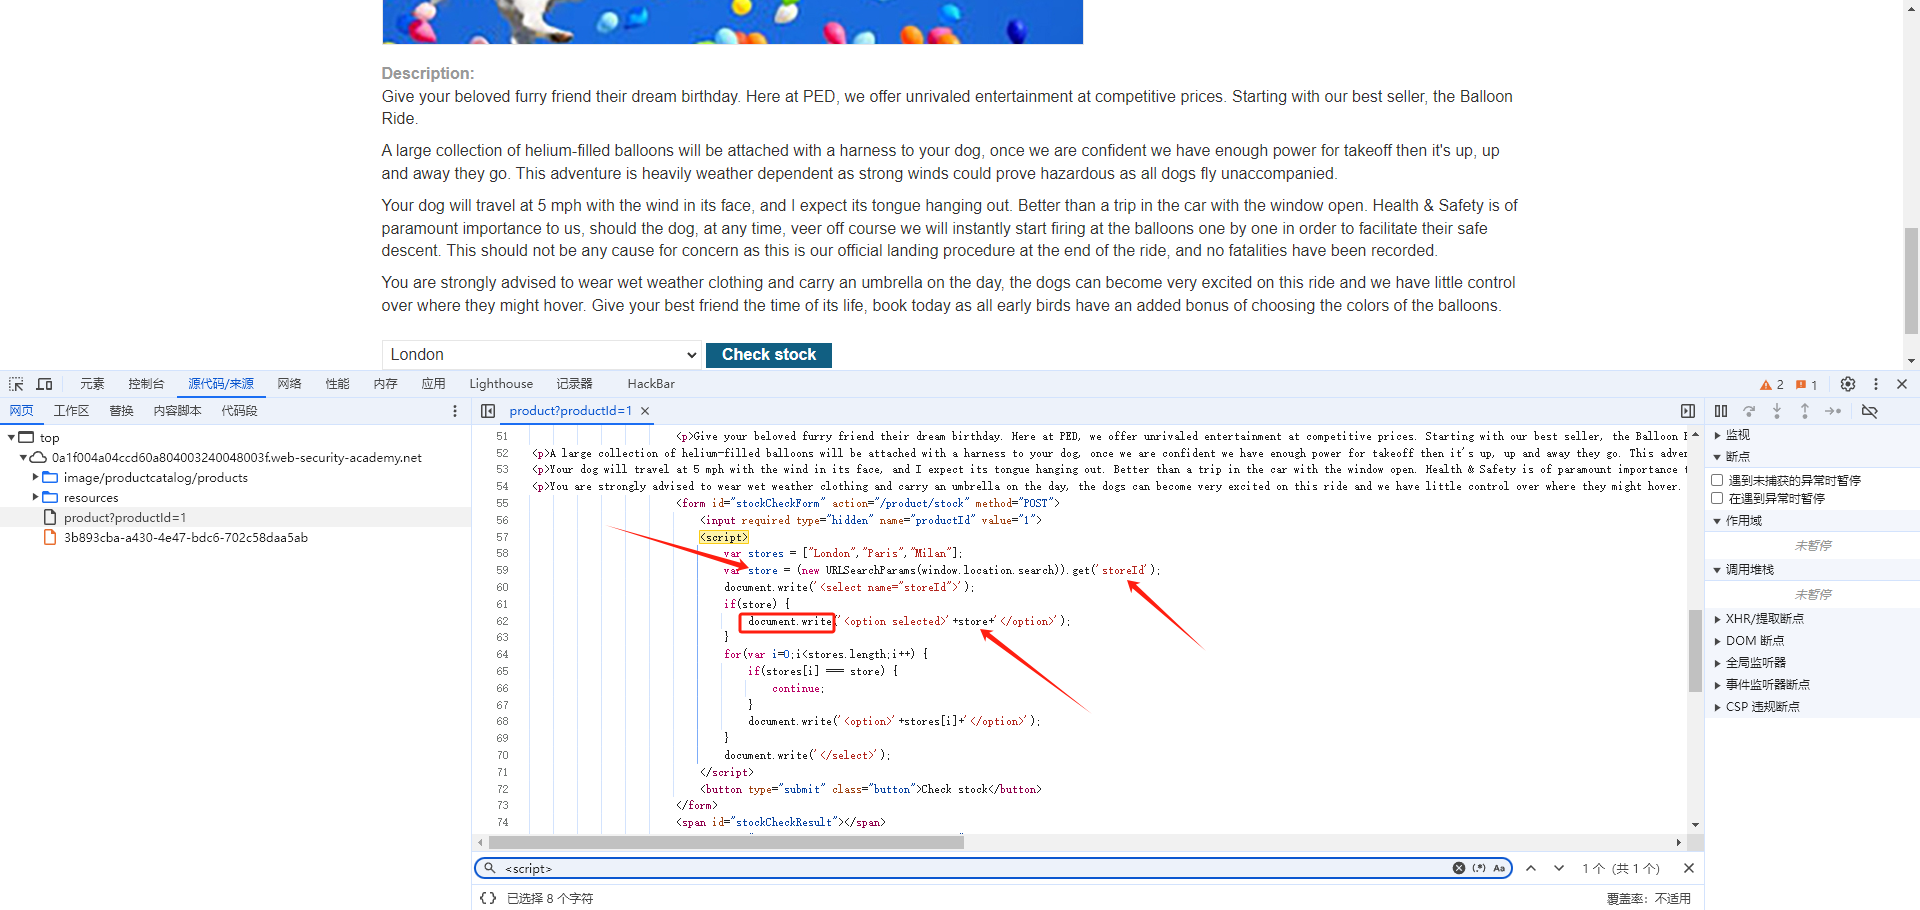 Description:
Give your beloved furry friend their dream birthday. Here at PED, we offer unrivaled entertainment at competitive prices. Starting with our best seller, the Balloon
Ride.
A large collection of helium-filled balloons will be attached with a harness to your dog, once we are confident we have enough power for takeoff then it's up, up
and away they go. This adventure is heavily weather dependent as strong winds could prove hazardous as all dogs fly unaccompanied.
Your dog will travel at 5 mph with the wind in its face, and I expect its tongue hanging out. Better than a trip in the car with the window open. Health & Safety is of
paramount importance to us, should the dog, at any time, veer off course we will instantly start firing at the balloons one by one in order to facilitate their safe
descent. This should not be any cause for concern as this is our official landing procedure at the end of the ride, and no fatalities have been recorded.
You are strongly advised to wear wet weather clothing and carry an umbrella on the day, the dogs can become very excited on this ride and we have little control
over where they might hover. Give your best friend the time of its life, book today as all early birds have an added bonus of choosing the colors of the balloons.
London Check stock
元素 控制台 源代码/来源 网络 性能 内存 应用 Lighthouse 记录器 HackBar 2 1
网页 工作区 替换 内容脚本 代码段 product?productId=1
top
0a1f004a04ccd60a804003240048003f.web-security-academy.net
image/productcatalog/products
resources
product?productId=1
3b893cba-a430-4e47-bdc6-702c58daa5ab
51 <p>Give your beloved furry friend their dream birthday. Here at PED, we offer unrivaled entertainment at competitive prices. Starting with our best seller, the Balloon
52 <p>A large collection of helium-filled balloons will be attached with a harness to your dog, once we are confident we have enough power for takeoff then it's up, up and away they go. This
53 <p>Your dog will travel at 5 mph with the wind in its face, and I expect its tongue hanging out. Better than a trip in the car with the window open. Health & Safety is of paramount importance
54 <p>You are strongly advised to wear wet weather clothing and carry an umbrella on the day, the dogs can become very excited on this ride and we have little control over where they might hover.
55 <form id="stockCheckForm" action="/product/stock" method="POST">
56 <input required type="hidden" name="productId" value="1">
57 <script>
58 var stores = ["London","Paris","Milan"];
59 var store = (new URLSearchParams(window.location.search)).get('storeId');
60 document.write('<select name="storeId">');
61 if(store) {
62 document.write('<option selected>'+store+'</option>');
63 }
64 for(var i=0;i<stores.length;i++) {
65 if(stores[i] === store) {
66 continue;
67 }
68 document.write('<option>'+stores[i]+'</option>');
69 }
70 document.write('</select>');
71 </script>
72 <button type="submit" class="button">Check stock</button>
73 </form>
74 <span id="stockCheckResult"></span>
监视
断点
遇到未捕获的异常时暂停
在遇到异常时暂停
作用域
未暂停
调用堆栈
未暂停
XHR/提取断点
DOM 断点
全局监听器
事件监听器断点
CSP 违规断点
<script> (.*) Aa 1 个 (共 1 个)
{} 已选择 8 个字符 覆盖率：不适用